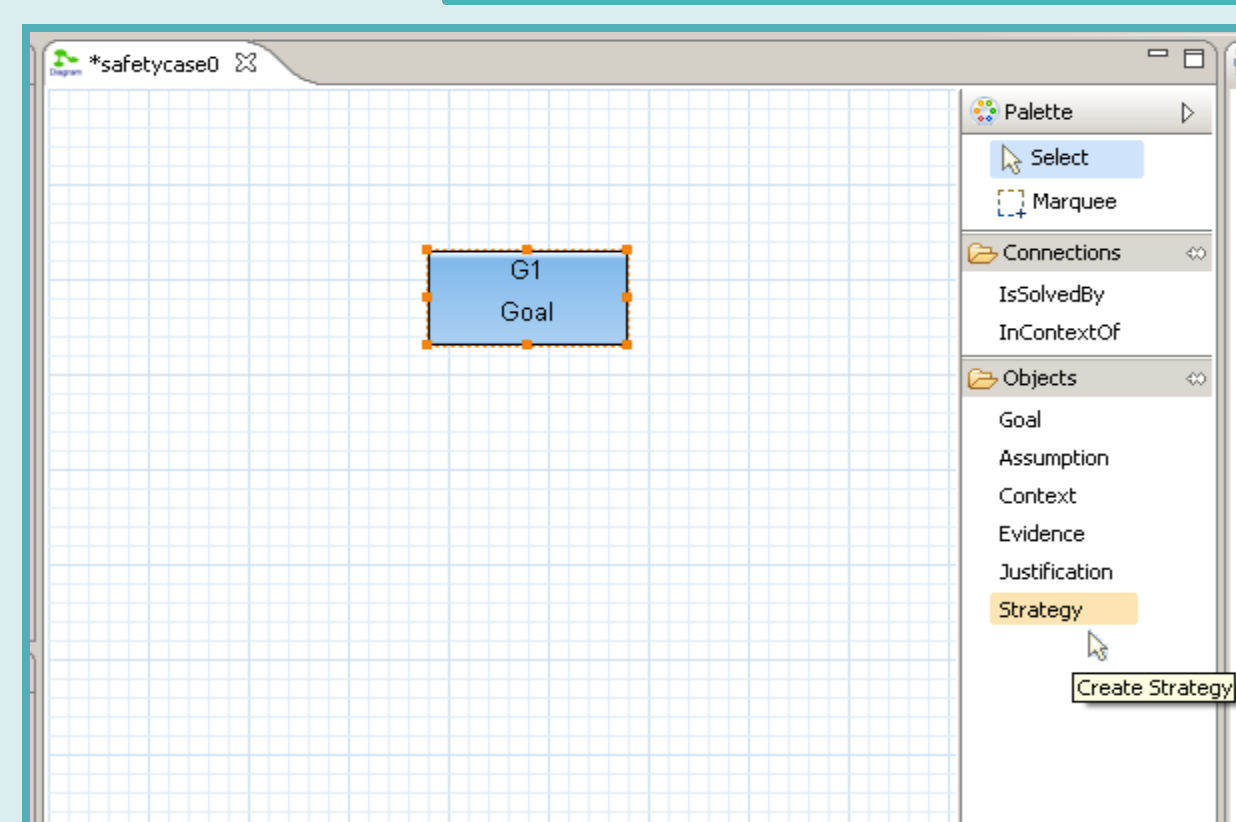 *safetycase0
Diagram
Palette
Select
Marquee
G1
Connections
Goal
IsSolvedBy
InContextOf
Objects
Goal
Assumption
Context
Evidence
Justification
Strategy
Create Strategy